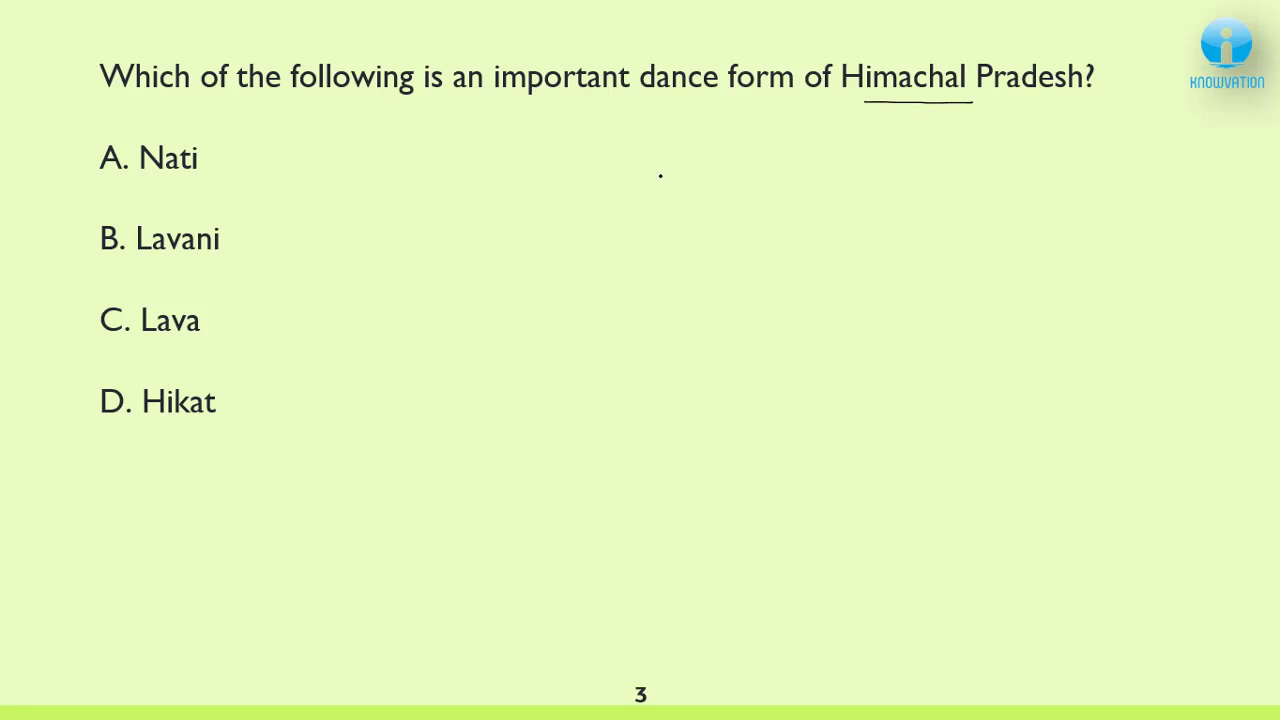 Which of the following is an important dance form of Himachal Pradesh?
KNOWVATION
A. Nati
B. Lavani
C. Lava
D. Hikat
3